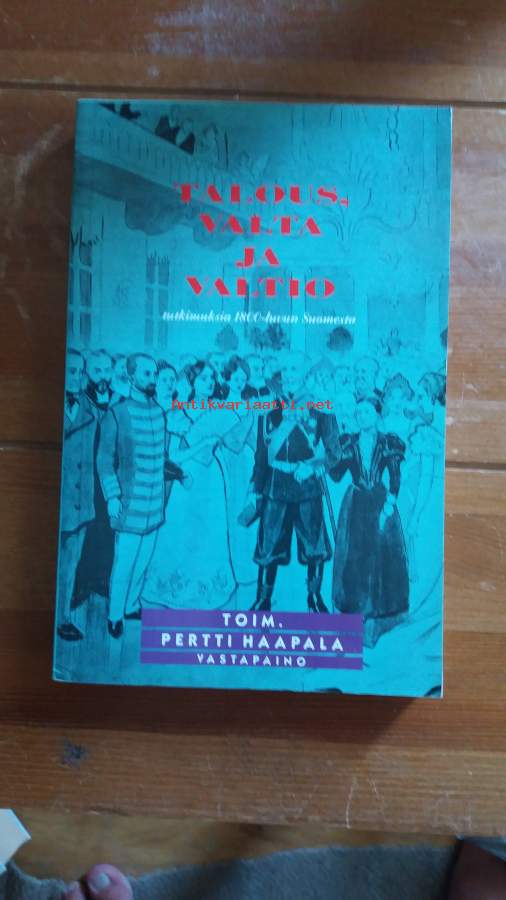 TALOUS,
VALTA
JA
VALTIO
tutkimuksia 1800-luvun Suomesta
Antikvariaatti.net
TOIM.
PERTTI HAAPALA
VASTAPAINO